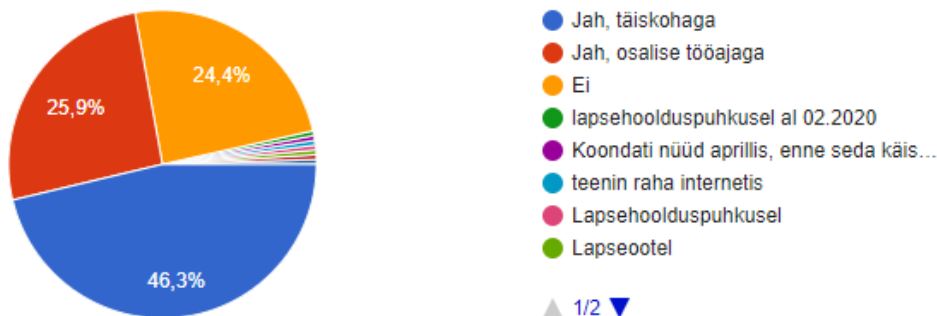 Jah, täiskohaga
Jah, osalise tööajaga
Ei
lapsehoolduspuhkusel al 02.2020
Koondati nüüd aprillis, enne seda käis...
teenin raha internetis
Lapsehoolduspuhkusel
Lapseootel
1/2
24,4%
25,9%
46,3%